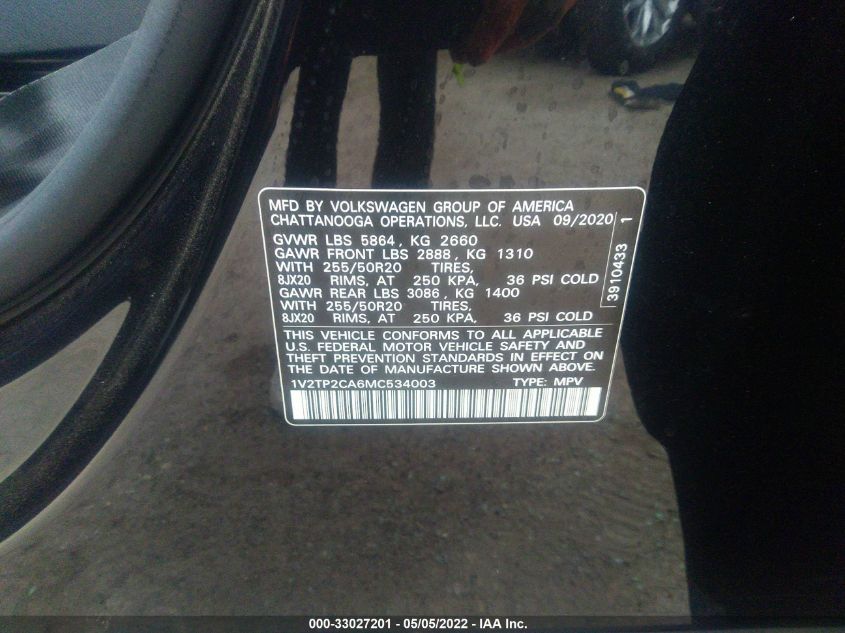 MFD BY VOLKSWAGEN GROUP OF AMERICA
CHATTANOOGA OPERATIONS, LLC. USA 09/2020
GVWR LBS 5864, KG 2660
GAWR FRONT LBS 2888, KG 1310
WITH 255/50R20 TIRES,
8JX20 RIMS, AT 250 KPA, 36 PSI COLD
GAWR REAR LBS 3086, KG 1400
WITH 255/50R20 TIRES,
8JX20 RIMS, AT 250 KPA, 36 PSI COLD
3910433 1
THIS VEHICLE CONFORMS TO ALL APPLICABLE
U.S. FEDERAL MOTOR VEHICLE SAFETY AND
THEFT PREVENTION STANDARDS IN EFFECT ON
THE DATE OF MANUFACTURE SHOWN ABOVE.
1V2TP2CA6MC534003 TYPE: MPV
000-33027201 - 05/05/2022 - IAA Inc.